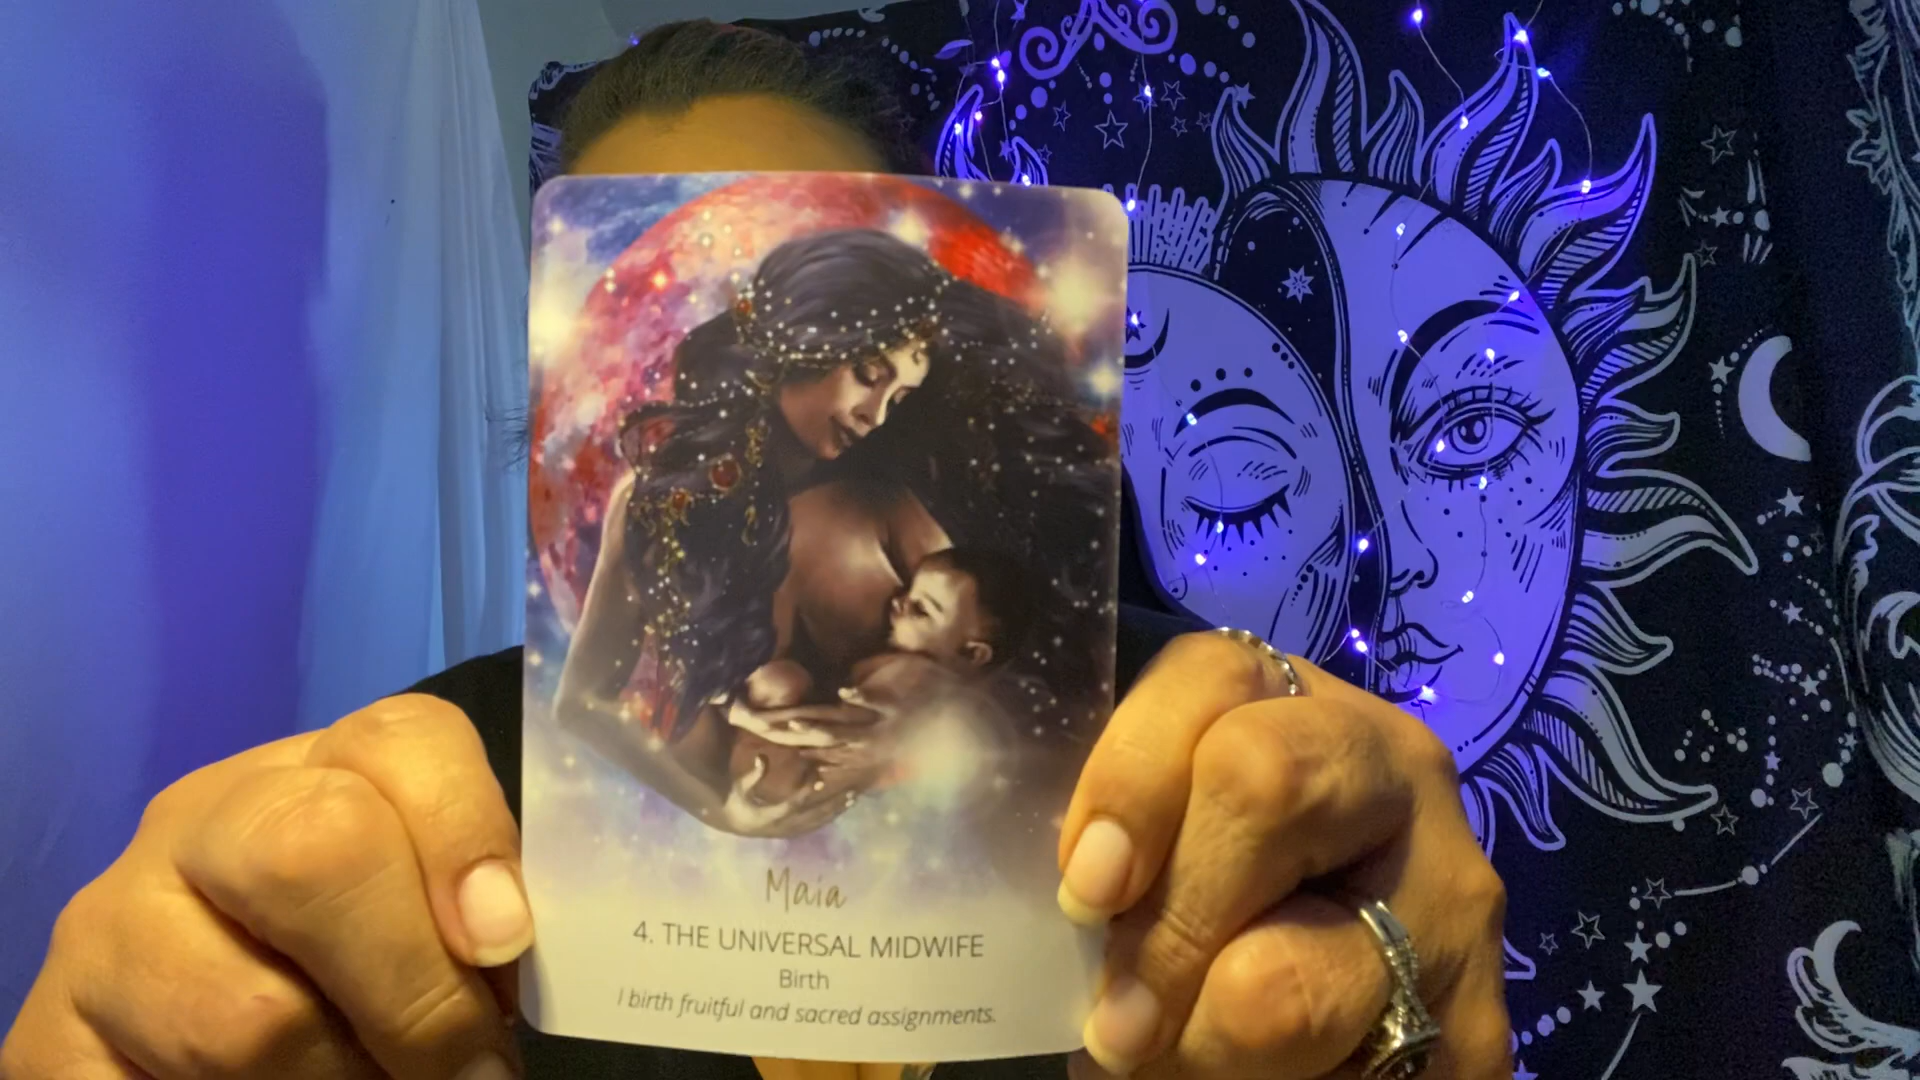 Maia
4. THE UNIVERSAL MIDWIFE
Birth
I birth fruitful and sacred assignments.